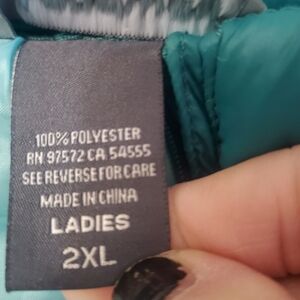 100% POLYESTER
RN 97572 CA 54555
SEE REVERSE FOR CARE
MADE IN CHINA
LADIES
2XL